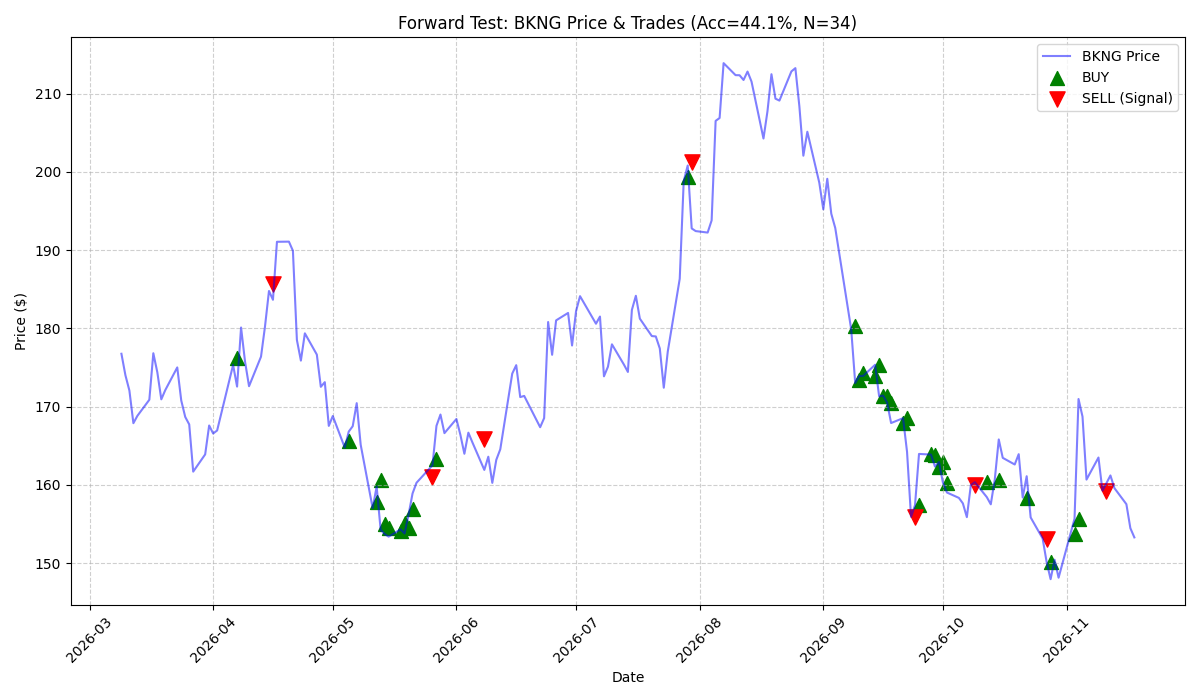 Forward Test: BKNG Price & Trades (Acc=44.1%, N=34)
BKNG Price
BUY
SELL (Signal)
Price ($)
210
200
190
180
170
160
150
2026-03
2026-04
2026-05
2026-06
2026-07
2026-08
2026-09
2026-10
2026-11
Date